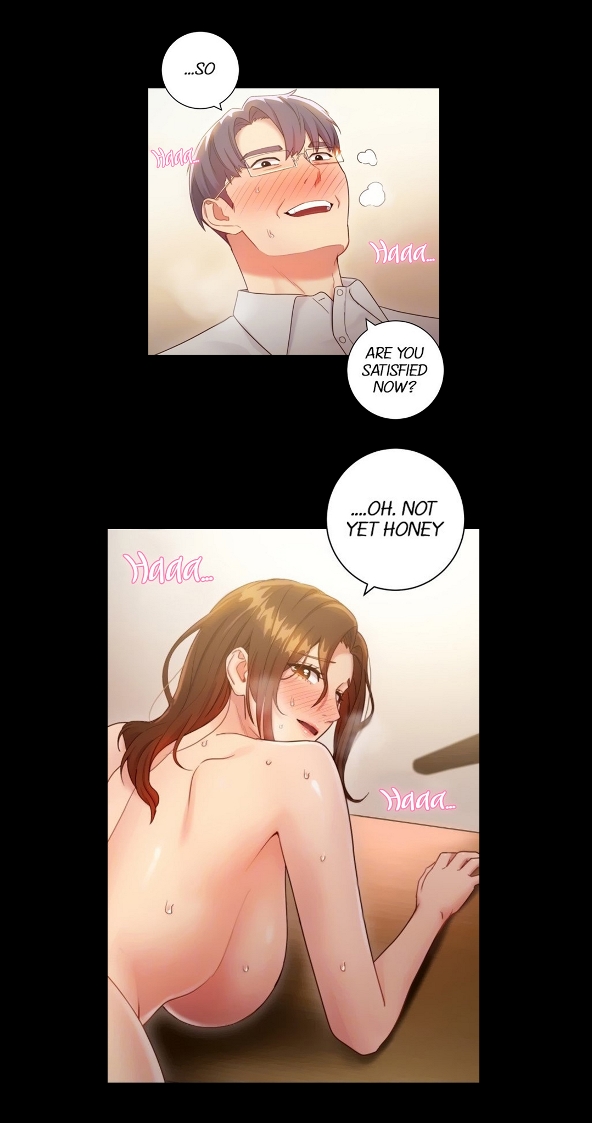 ...SO
Haaa...
Haaa...
ARE YOU
SATISFIED
NOW?
....OH. NOT
YET HONEY
Haaa...
Haaa...